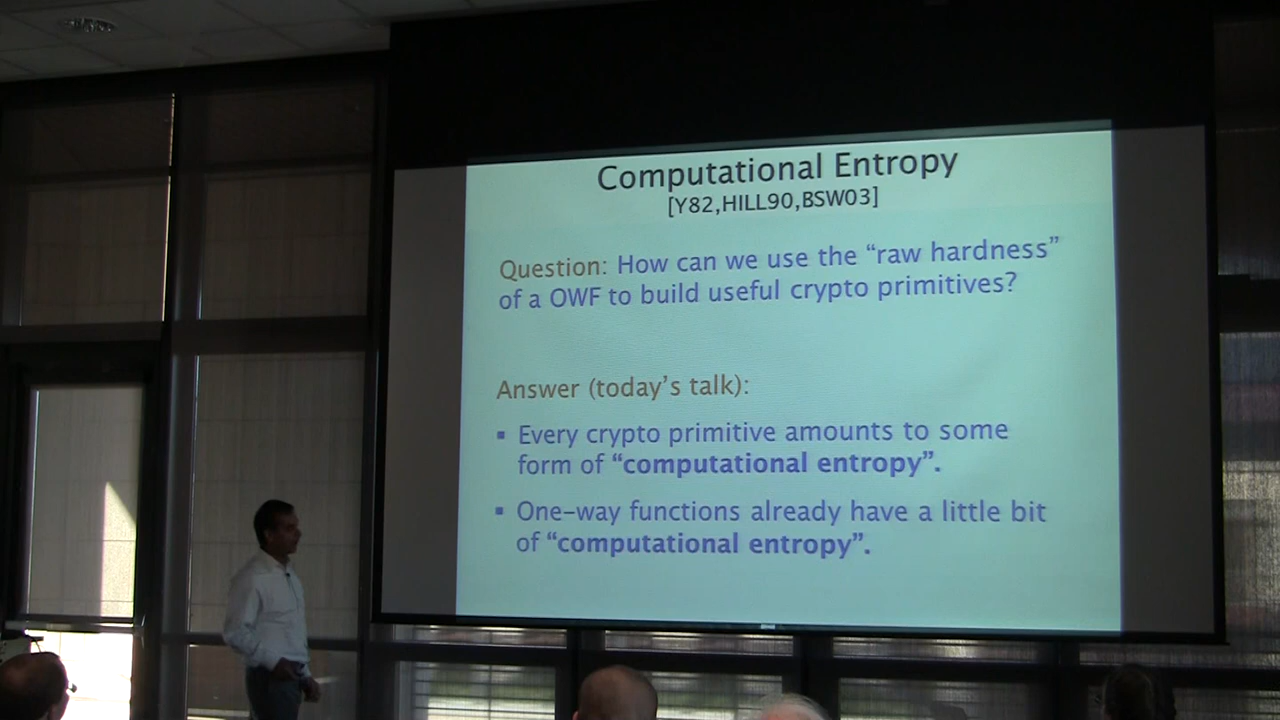 Computational Entropy
[Y82,HILL90,BSW03]
Question: How can we use the “raw hardness”
of a OWF to build useful crypto primitives?
Answer (today’s talk):
▪ Every crypto primitive amounts to some
form of “computational entropy”.
▪ One-way functions already have a little bit
of “computational entropy”.